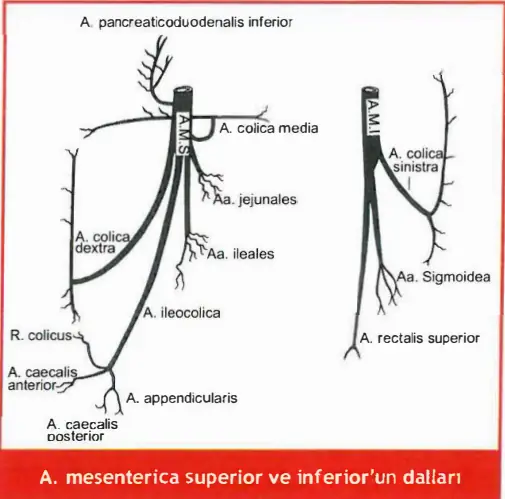 A. pancreaticoduodenalis inferior
A.M.S
A. colica media
A.M.I
A. colica
sinistra
Aa. jejunales
A. colica
dextra
Aa. ileales
Aa. Sigmoidea
A. ileocolica
R. colicus
A. rectalis superior
A. caecalis
anterior
A. appendicularis
A. caecalis
posterior
A. mesenterica superior ve inferior'un dalları